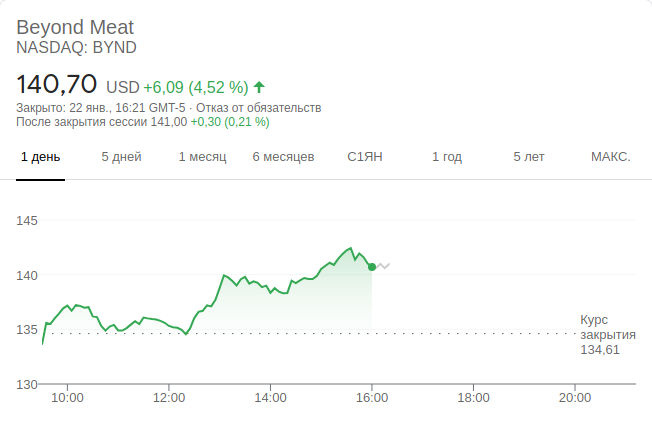 Beyond Meat
NASDAQ: BYND
140,70 USD +6,09 (4,52 %) ↑
Закрыто: 22 янв., 16:21 GMT-5 · Отказ от обязательств
После закрытия сессии 141,00 +0,30 (0,21 %)
1 день 5 дней 1 месяц 6 месяцев С1ЯН 1 год 5 лет МАКС.
145
140
135
130
Курс
закрытия
134,61
10:00 12:00 14:00 16:00 18:00 20:00